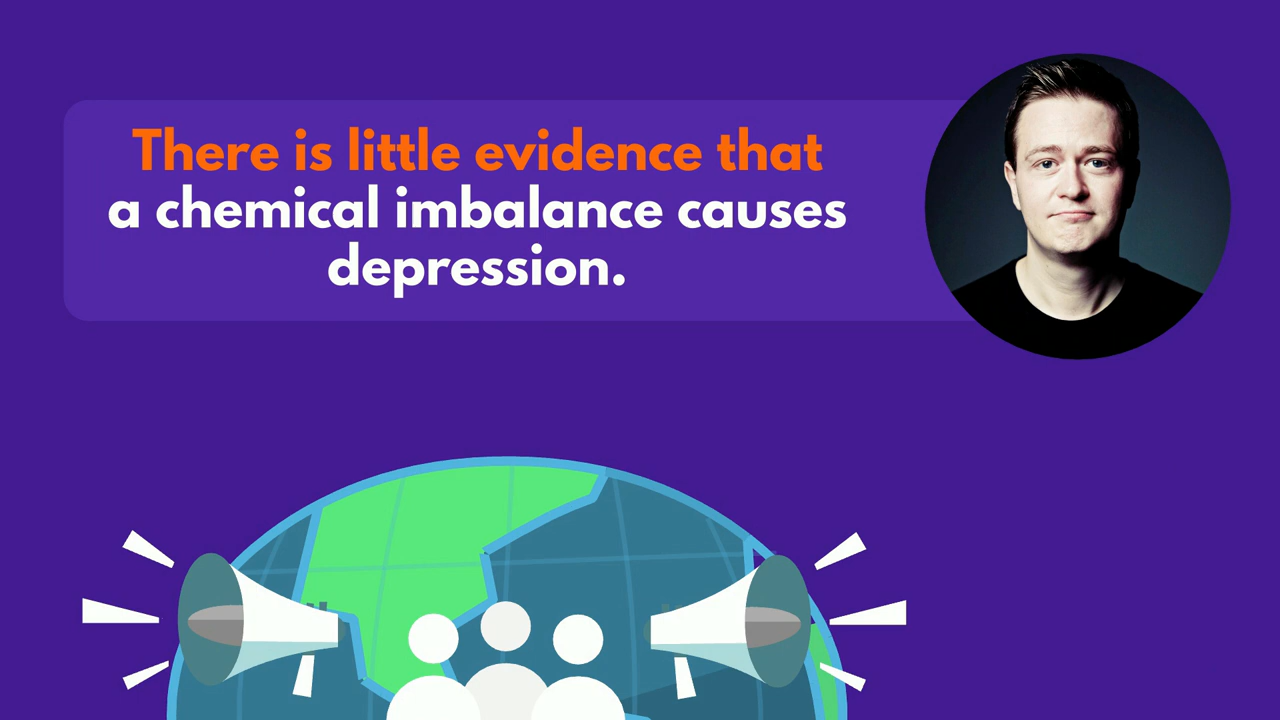 There is little evidence that
a chemical imbalance causes
depression.